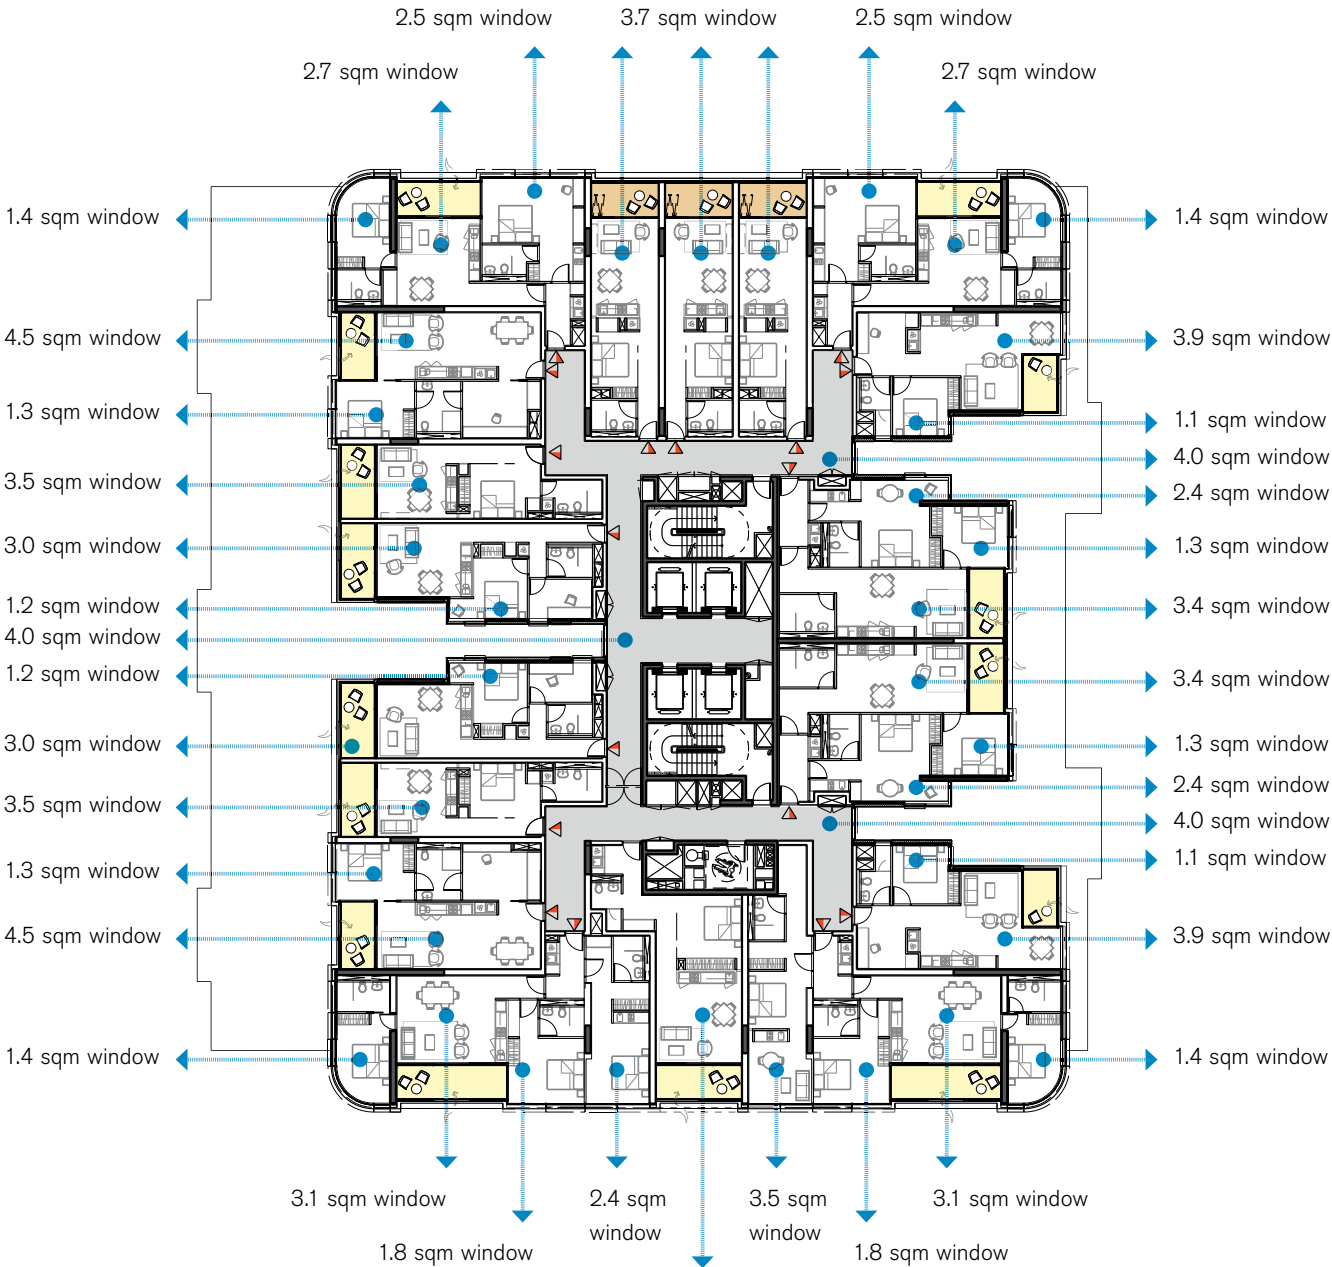 2.5 sqm window
3.7 sqm window
2.5 sqm window
2.7 sqm window
2.7 sqm window
1.4 sqm window
1.4 sqm window
4.5 sqm window
3.9 sqm window
1.3 sqm window
1.1 sqm window
4.0 sqm window
3.5 sqm window
2.4 sqm window
3.0 sqm window
1.3 sqm window
1.2 sqm window
3.4 sqm window
4.0 sqm window
1.2 sqm window
3.4 sqm window
3.0 sqm window
1.3 sqm window
2.4 sqm window
3.5 sqm window
4.0 sqm window
1.1 sqm window
1.3 sqm window
4.5 sqm window
3.9 sqm window
1.4 sqm window
1.4 sqm window
3.1 sqm window
2.4 sqm
window
3.5 sqm
window
3.1 sqm window
1.8 sqm window
1.8 sqm window